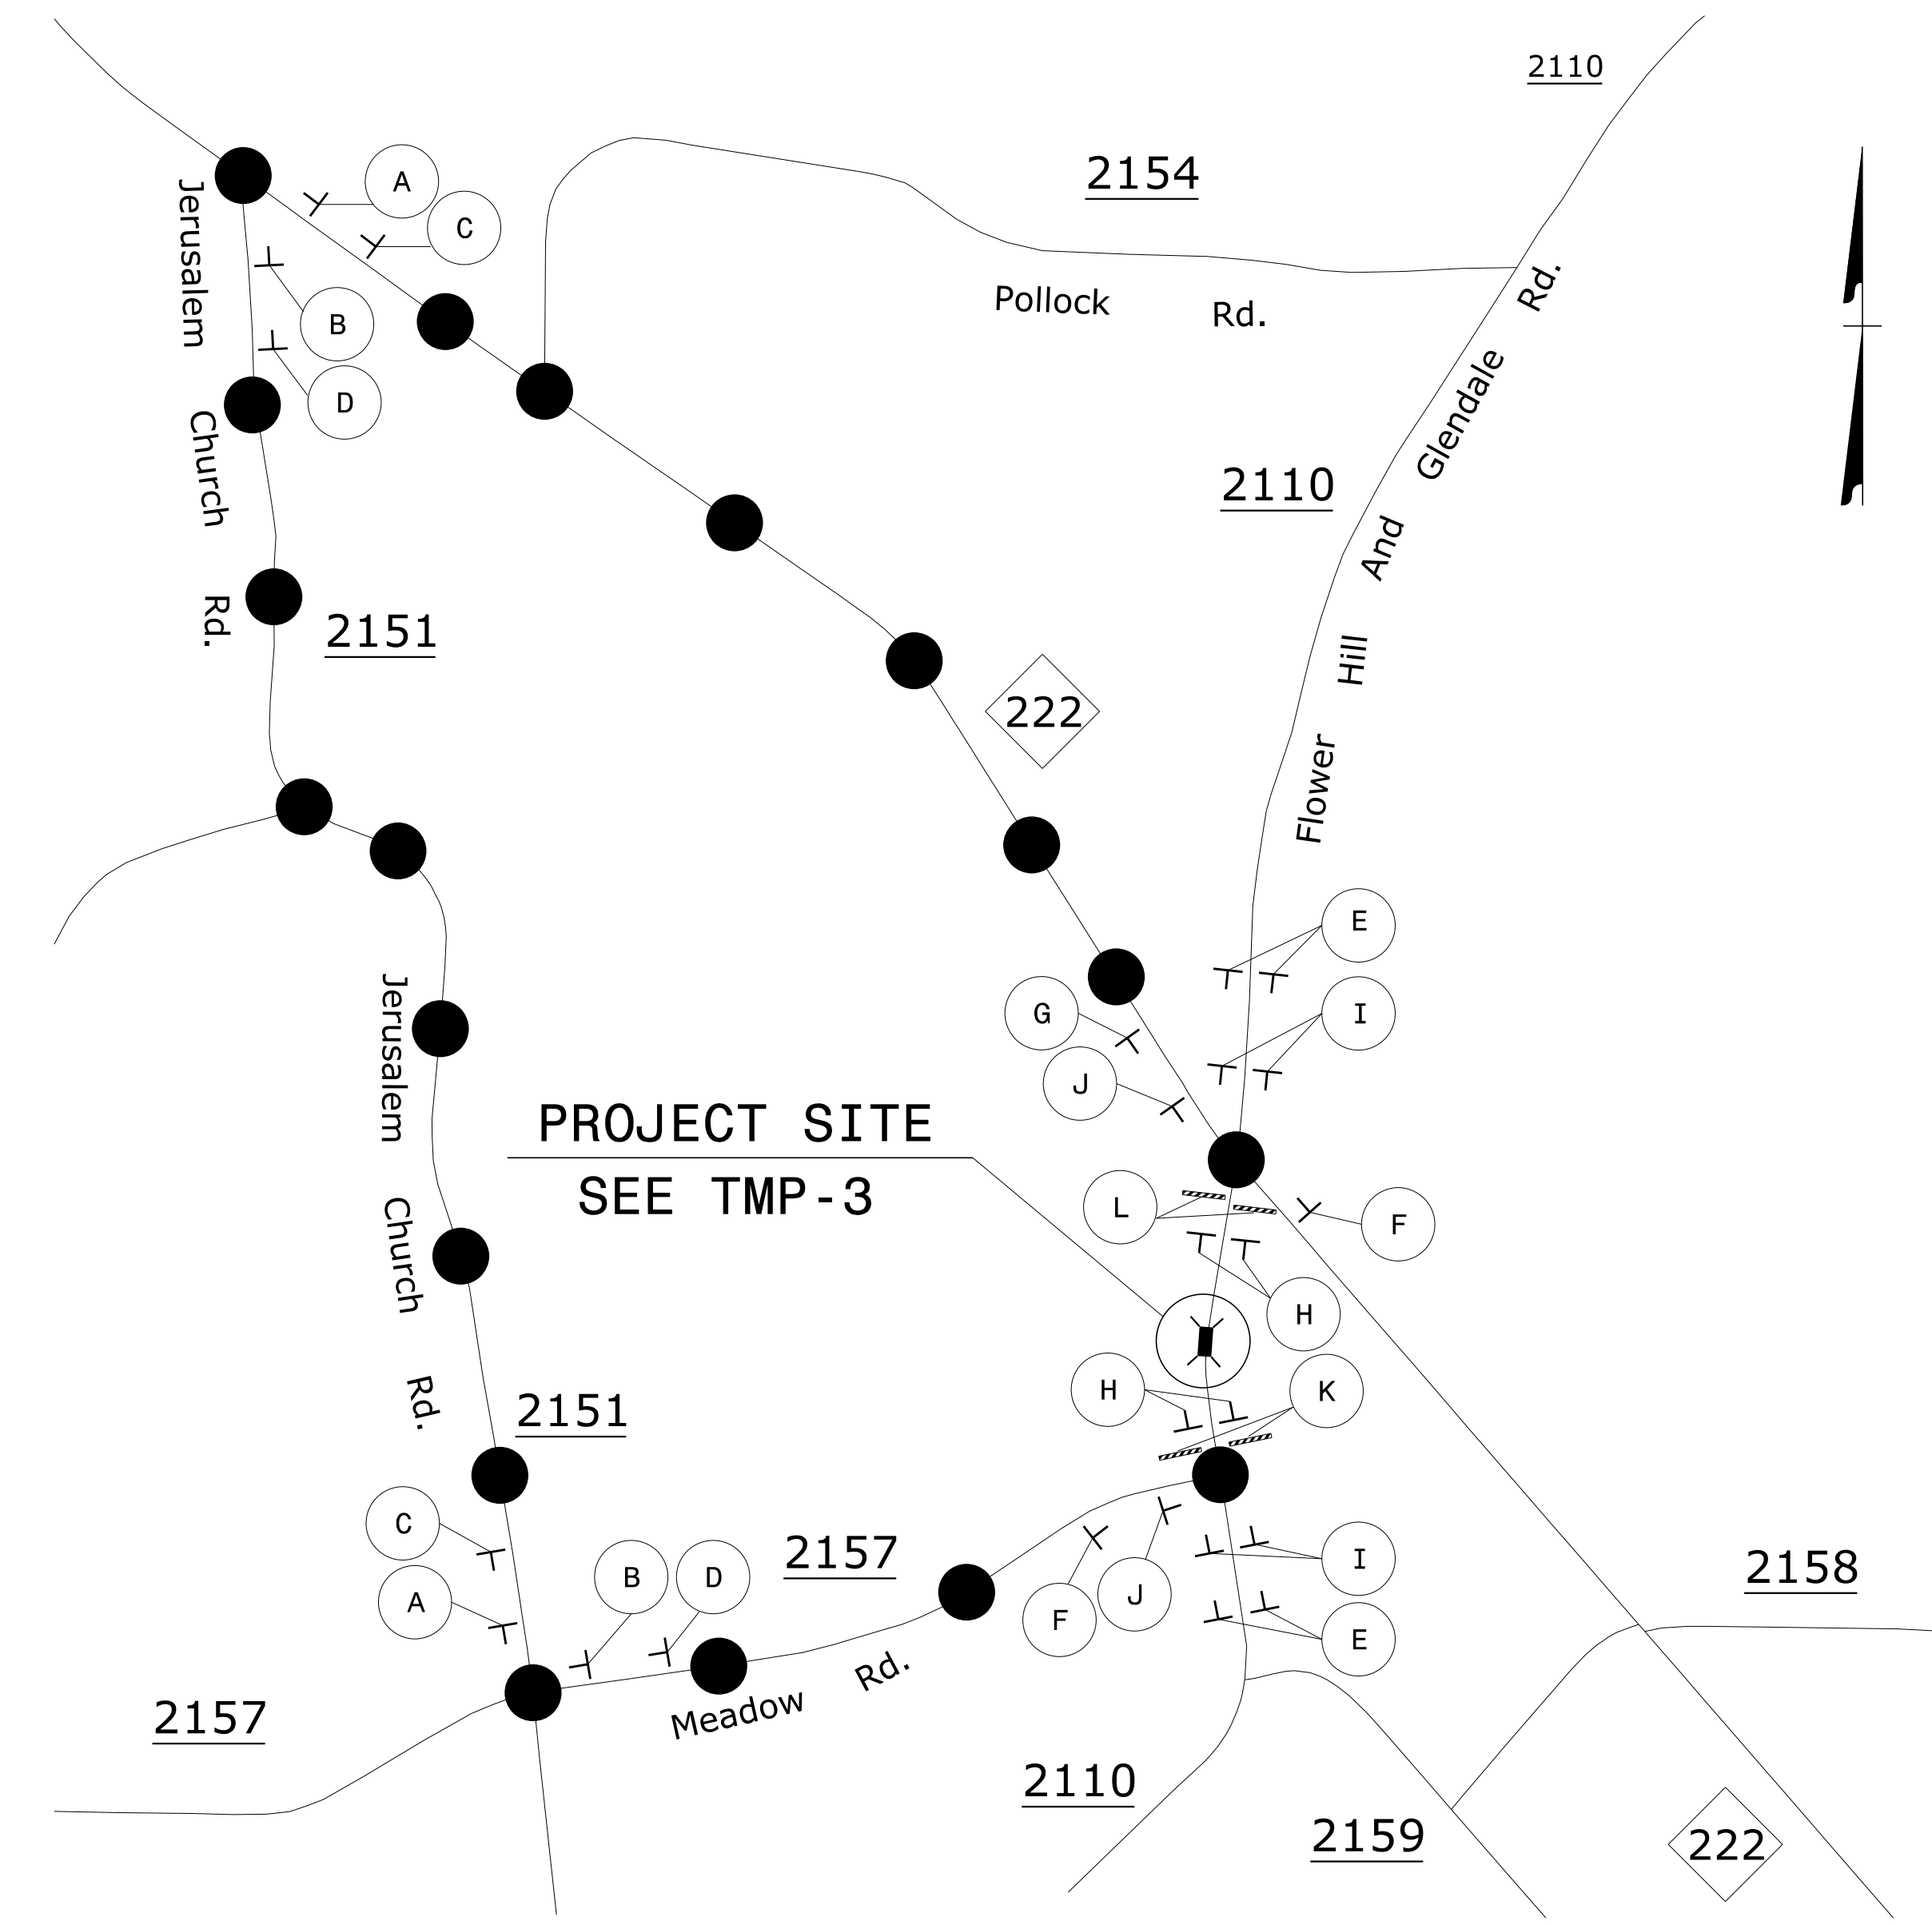 2110
A
2154
C
Jerusalem
B
Pollock Rd.
D
Church
2110
Flower Hill And Glendale Rd.
Rd.
2151
222
E
G
I
J
Jerusalem
PROJECT SITE
SEE TMP-3
L
F
Church
H
H
K
Rd.
2151
C
2157
B
D
I
2158
A
J
F
E
Meadow Rd.
2157
2110
2159
222